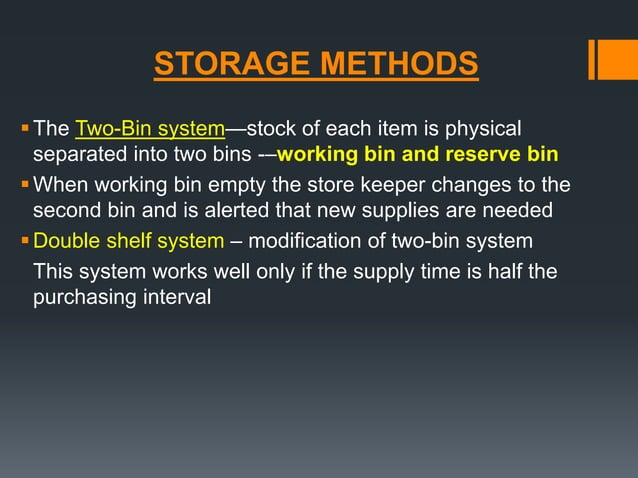 STORAGE METHODS
▪The Two-Bin system—stock of each item is physical
separated into two bins -–working bin and reserve bin
▪When working bin empty the store keeper changes to the
second bin and is alerted that new supplies are needed
▪Double shelf system – modification of two-bin system
This system works well only if the supply time is half the
purchasing interval